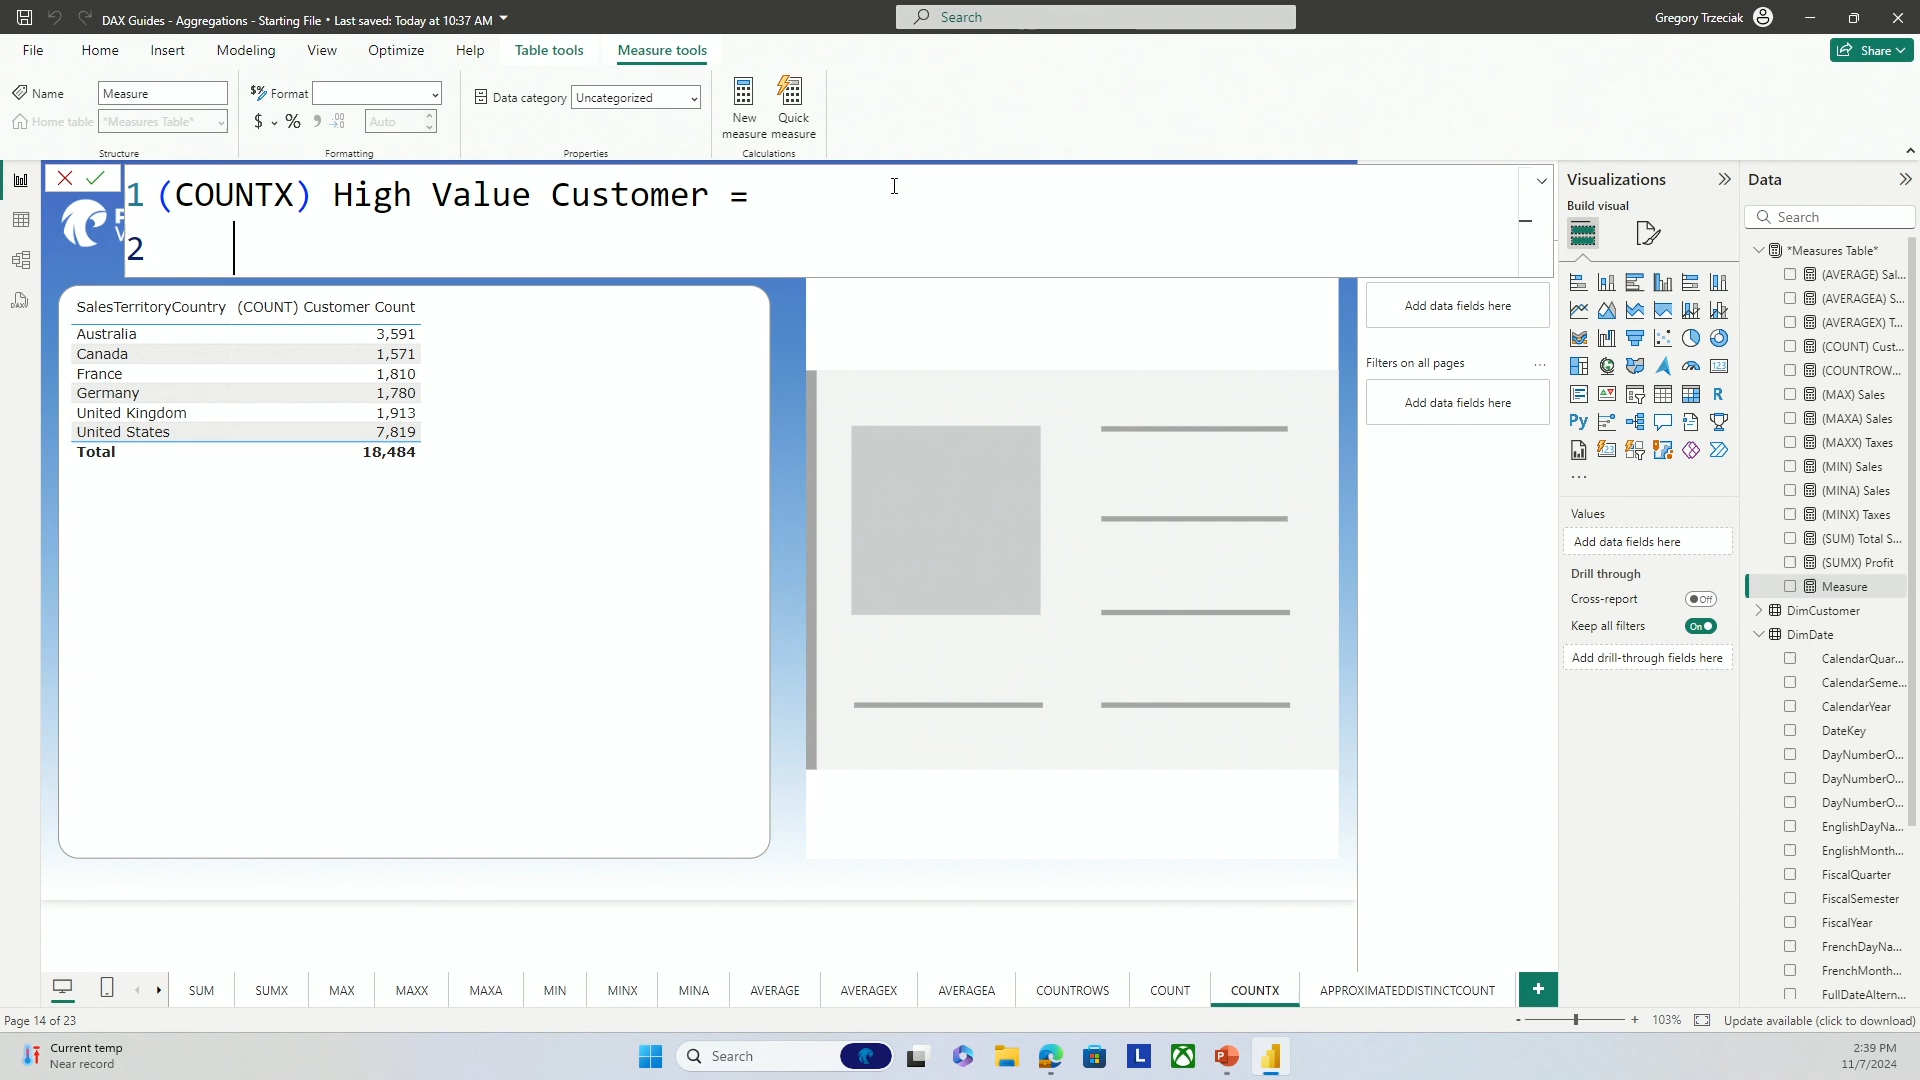 DAX Guides - Aggregations - Starting File • Last saved: Today at 10:37 AM
Search
Gregory Trzeciak
File
Home
Insert
Modeling
View
Optimize
Help
Table tools
Measure tools
Share
Name
Measure
Home table
*Measures Table*
Structure
Format
$
%
Auto
Formatting
Data category
Uncategorized
Properties
New measure
Quick measure
Calculations
1 (COUNTX) High Value Customer =
2
SalesTerritoryCountry (COUNT) Customer Count
Australia 3,591
Canada 1,571
France 1,810
Germany 1,780
United Kingdom 1,913
United States 7,819
Total 18,484
Add data fields here
Filters on all pages ...
Add data fields here
Visualizations
Build visual
R
Py
123
...
Values
Add data fields here
Drill through
Cross-report Off
Keep all filters On
Add drill-through fields here
Data
Search
*Measures Table*
(AVERAGE) Sal...
(AVERAGEA) S...
(AVERAGEX) T...
(COUNT) Cust...
(COUNTROW...
(MAX) Sales
(MAXA) Sales
(MAXX) Taxes
(MIN) Sales
(MINA) Sales
(MINX) Taxes
(SUM) Total S...
(SUMX) Profit
Measure
DimCustomer
DimDate
CalendarQuar...
CalendarSeme...
CalendarYear
DateKey
DayNumberO...
DayNumberO...
DayNumberO...
EnglishDayNa...
EnglishMonth...
FiscalQuarter
FiscalSemester
FiscalYear
FrenchDayNa...
FrenchMonth...
FullDateAltern...
SUM
SUMX
MAX
MAXX
MAXA
MIN
MINX
MINA
AVERAGE
AVERAGEX
AVERAGEA
COUNTROWS
COUNT
COUNTX
APPROXIMATEDDISTINCTCOUNT
+
Page 14 of 23
- + 103%
Update available (click to download)
Current temp
Near record
Search
L
2:39 PM
11/7/2024